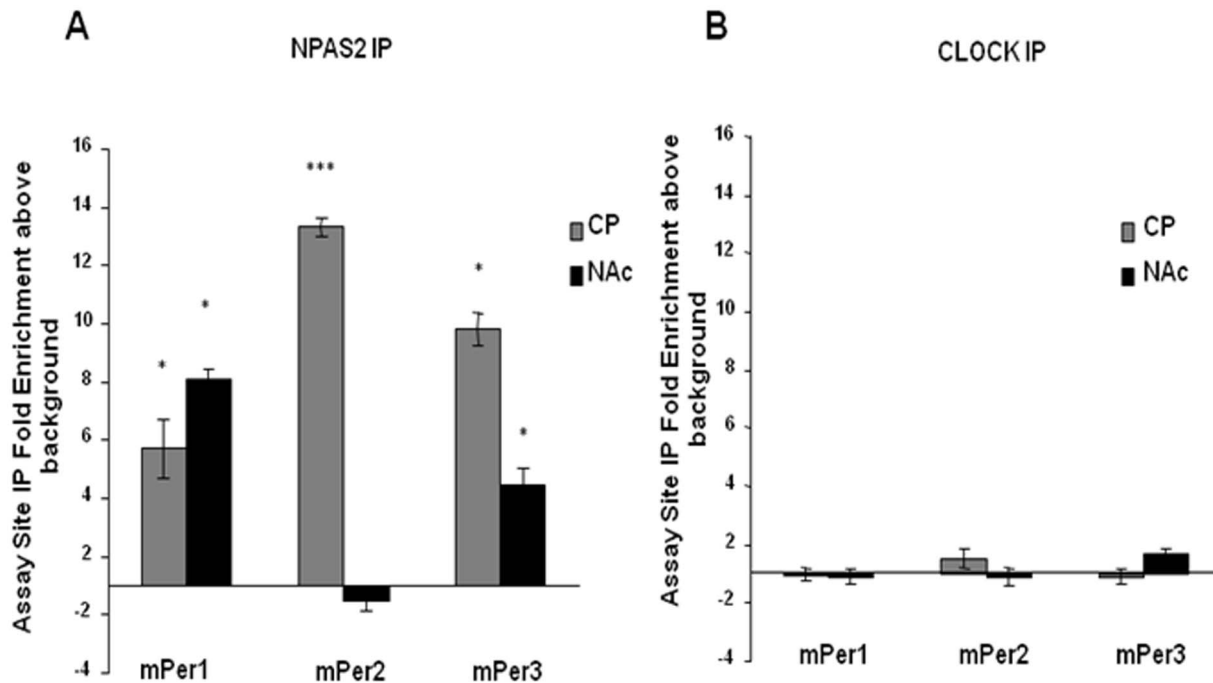 A
NPAS2 IP
Assay Site IP Fold Enrichment above
background
16
14
12
10
8
6
4
2
-2
-4
*
*
***
*
*
CP
NAc
mPer1
mPer2
mPer3
B
CLOCK IP
Assay Site IP Fold Enrichment above
background
16
14
12
10
8
6
4
2
-2
-4
CP
NAc
mPer1
mPer2
mPer3